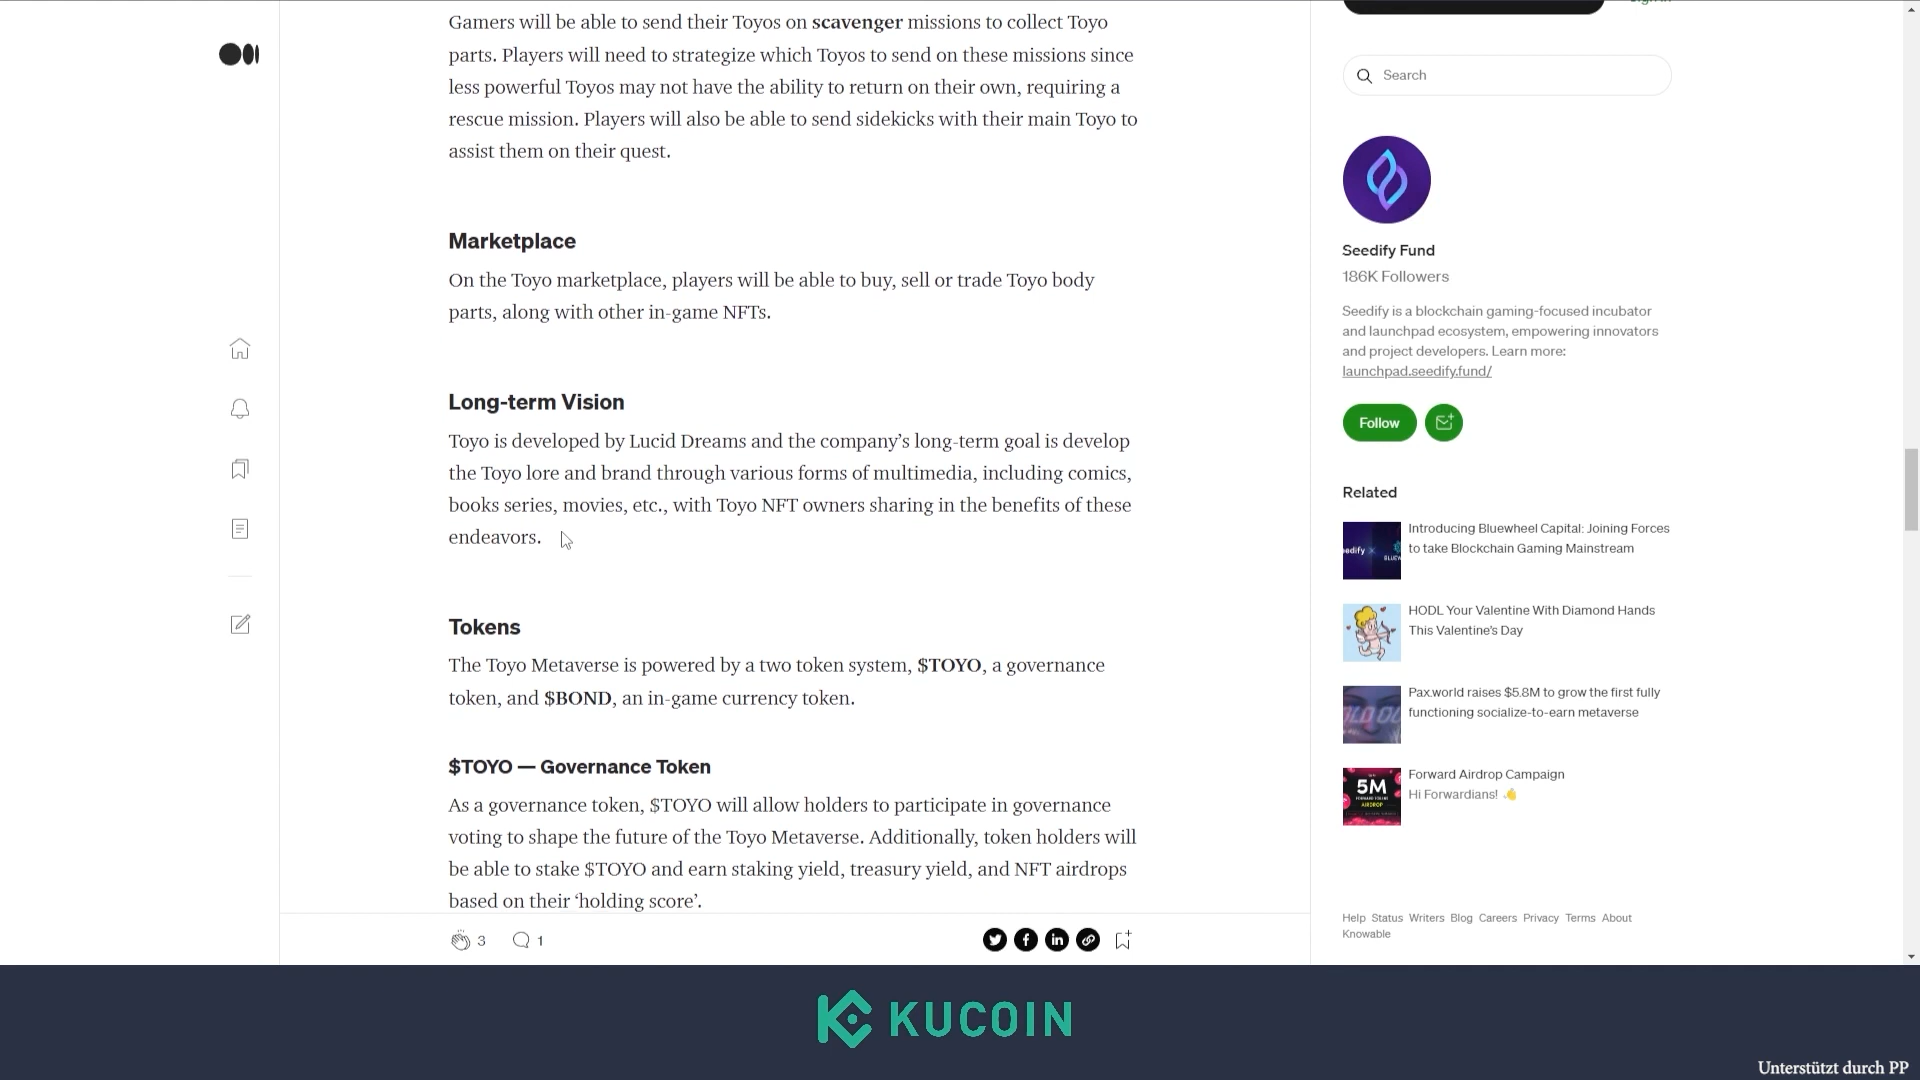 Gamers will be able to send their Toyos on scavenger missions to collect Toyo
parts. Players will need to strategize which Toyos to send on these missions since
less powerful Toyos may not have the ability to return on their own, requiring a
rescue mission. Players will also be able to send sidekicks with their main Toyo to
assist them on their quest.
Marketplace
On the Toyo marketplace, players will be able to buy, sell or trade Toyo body
parts, along with other in-game NFTs.
Long-term Vision
Toyo is developed by Lucid Dreams and the company’s long-term goal is develop
the Toyo lore and brand through various forms of multimedia, including comics,
books series, movies, etc., with Toyo NFT owners sharing in the benefits of these
endeavors.
Tokens
The Toyo Metaverse is powered by a two token system, $TOYO, a governance
token, and $BOND, an in-game currency token.
$TOYO — Governance Token
As a governance token, $TOYO will allow holders to participate in governance
voting to shape the future of the Toyo Metaverse. Additionally, token holders will
be able to stake $TOYO and earn staking yield, treasury yield, and NFT airdrops
based on their ‘holding score’.
3 1
Search
Seedify Fund
186K Followers
Seedify is a blockchain gaming-focused incubator
and launchpad ecosystem, empowering innovators
and project developers. Learn more:
launchpad.seedify.fund/
Follow
Related
Introducing Bluewheel Capital: Joining Forces
to take Blockchain Gaming Mainstream
HODL Your Valentine With Diamond Hands
This Valentine's Day
Pax.world raises $5.8M to grow the first fully
functioning socialize-to-earn metaverse
5M
AIRDROP
Forward Airdrop Campaign
Hi Forwardians! 👋
Help Status Writers Blog Careers Privacy Terms About
Knowable
KUCOIN
Unterstützt durch PP